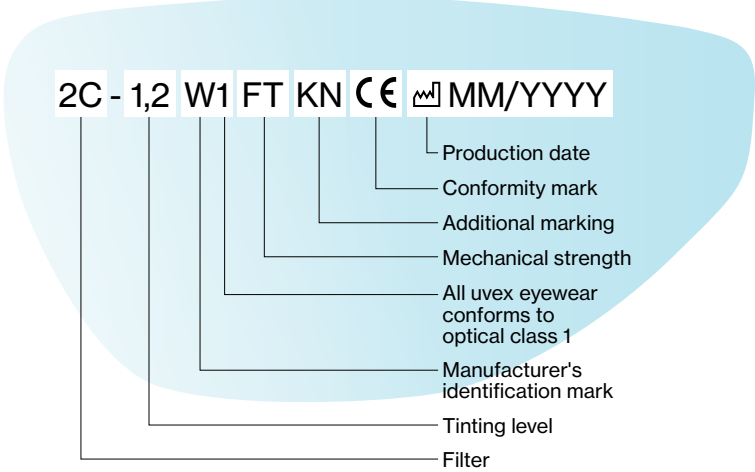 2C - 1,2 W1 FT KN CE MM/YYYY
Production date
Conformity mark
Additional marking
Mechanical strength
All uvex eyewear
conforms to
optical class 1
Manufacturer's
identification mark
Tinting level
Filter